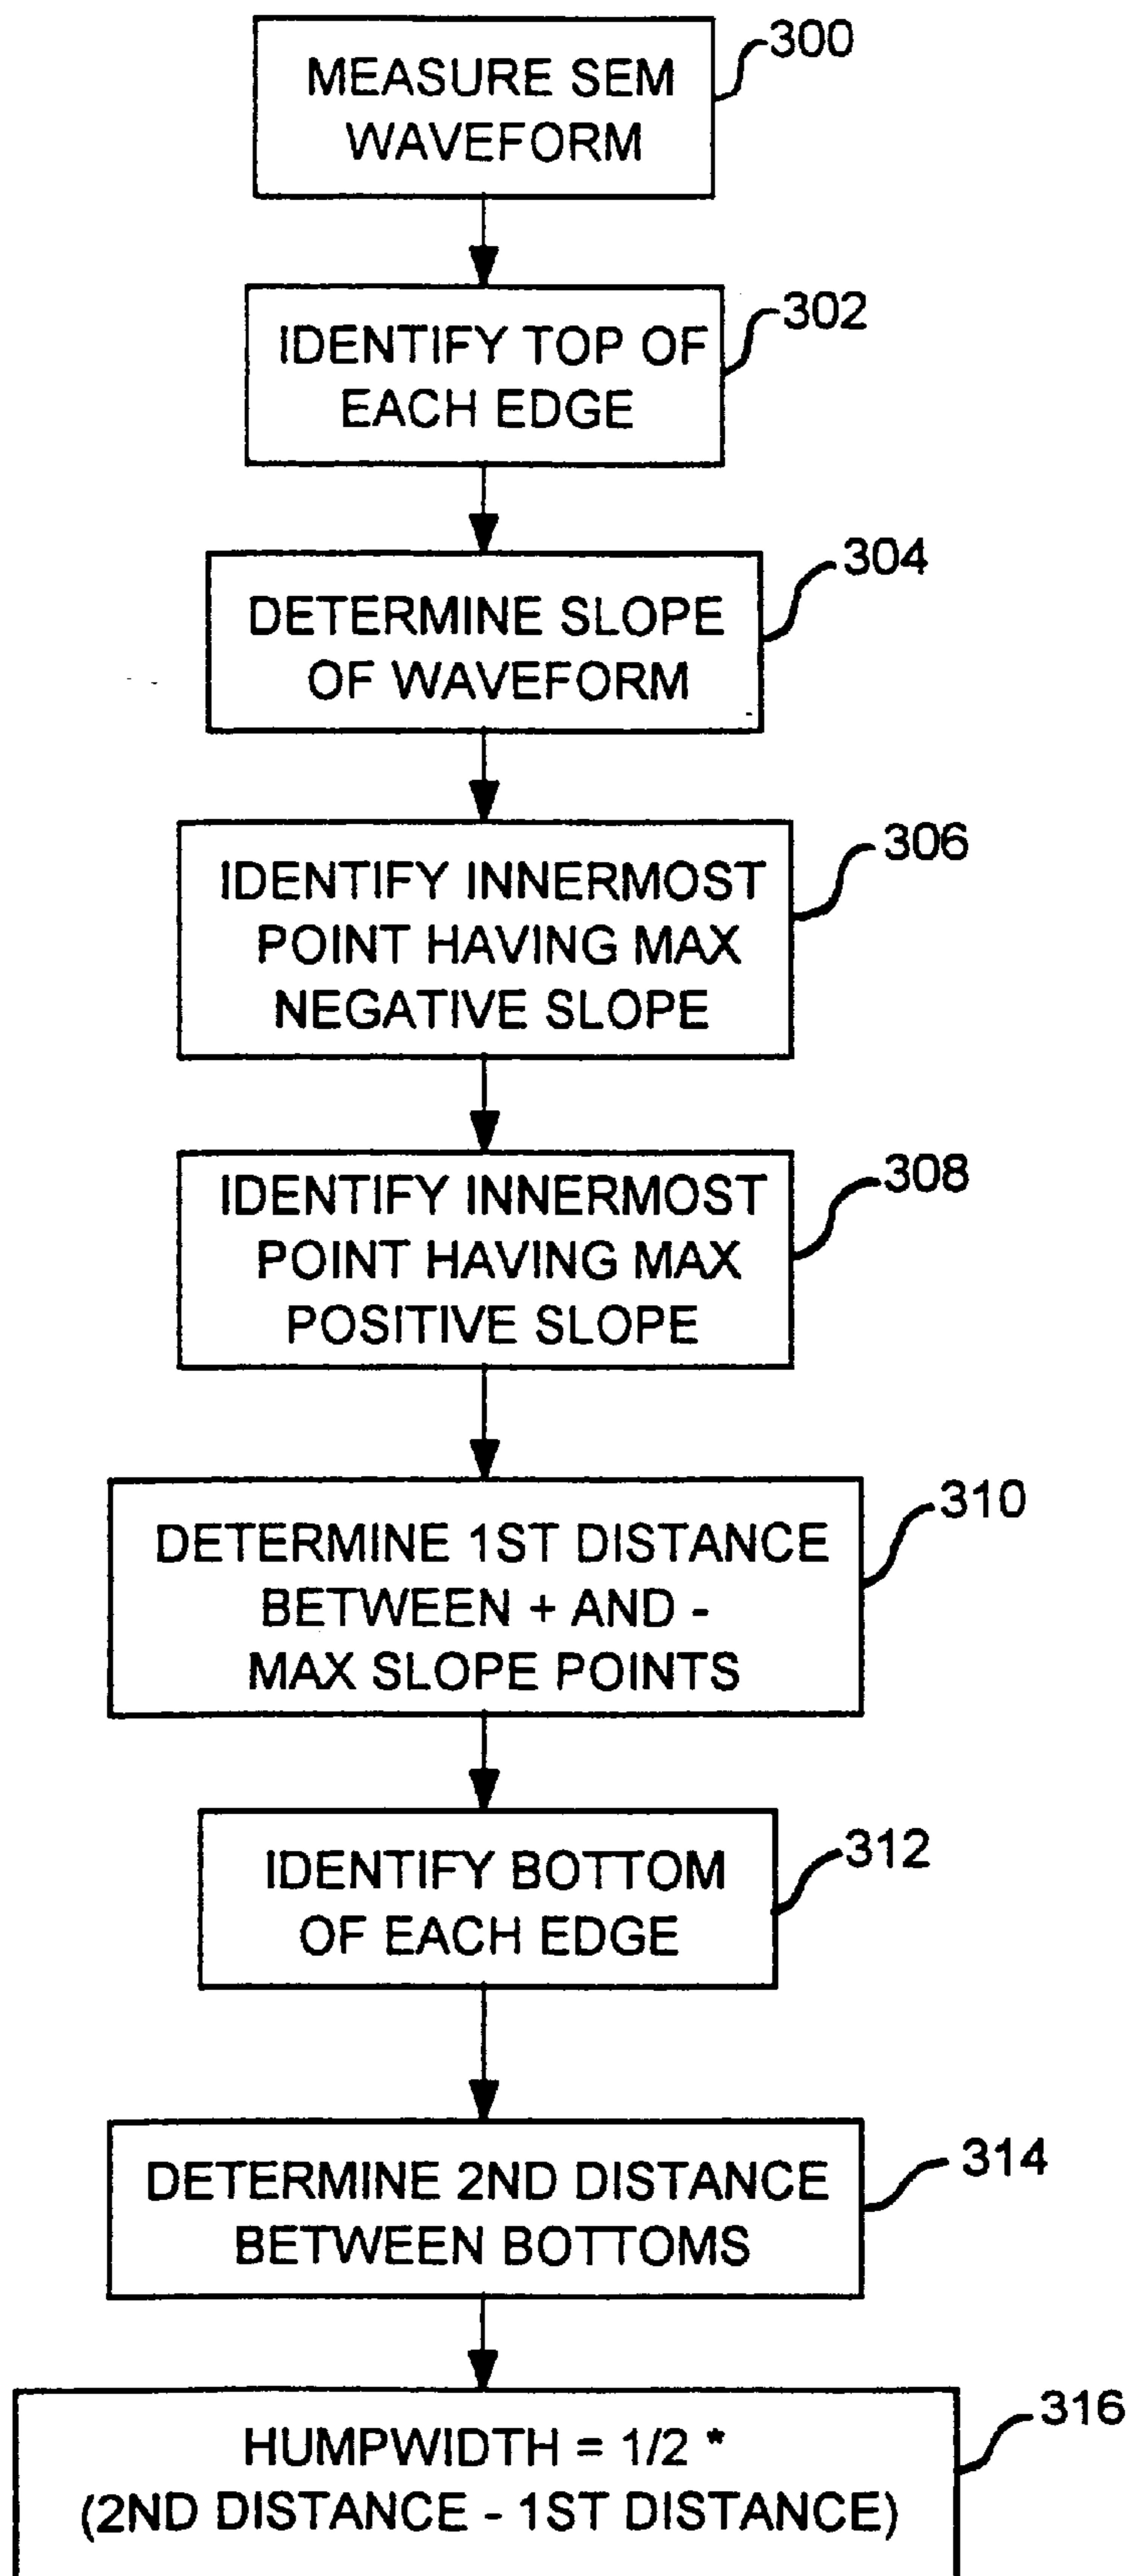 300
MEASURE SEM
WAVEFORM
302
IDENTIFY TOP OF
EACH EDGE
304
DETERMINE SLOPE
OF WAVEFORM
306
IDENTIFY INNERMOST
POINT HAVING MAX
NEGATIVE SLOPE
308
IDENTIFY INNERMOST
POINT HAVING MAX
POSITIVE SLOPE
310
DETERMINE 1ST DISTANCE
BETWEEN + AND -
MAX SLOPE POINTS
312
IDENTIFY BOTTOM
OF EACH EDGE
314
DETERMINE 2ND DISTANCE
BETWEEN BOTTOMS
316
HUMPWIDTH = 1/2 *
(2ND DISTANCE - 1ST DISTANCE)